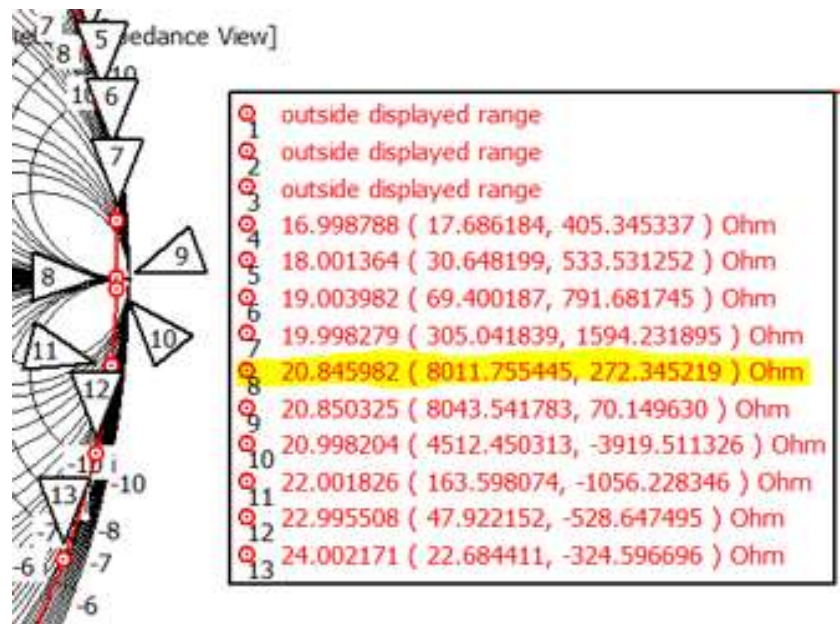 edance View]
outside displayed range
1
outside displayed range
2
outside displayed range
3
16.998788 ( 17.686184, 405.345337 ) Ohm
4
18.001364 ( 30.648199, 533.531252 ) Ohm
5
19.003982 ( 69.400187, 791.681745 ) Ohm
6
19.998279 ( 305.041839, 1594.231895 ) Ohm
7
20.845982 ( 8011.755445, 272.345219 ) Ohm
8
20.850325 ( 8043.541783, 70.149630 ) Ohm
9
20.998204 ( 4512.450313, -3919.511326 ) Ohm
10
22.001826 ( 163.598074, -1056.228346 ) Ohm
11
22.995508 ( 47.922152, -528.647495 ) Ohm
12
24.002171 ( 22.684411, -324.596696 ) Ohm
13
7
5
8
10
6
7
9
8
10
11
12
-10
13
-8
-7
-7
-6
-6